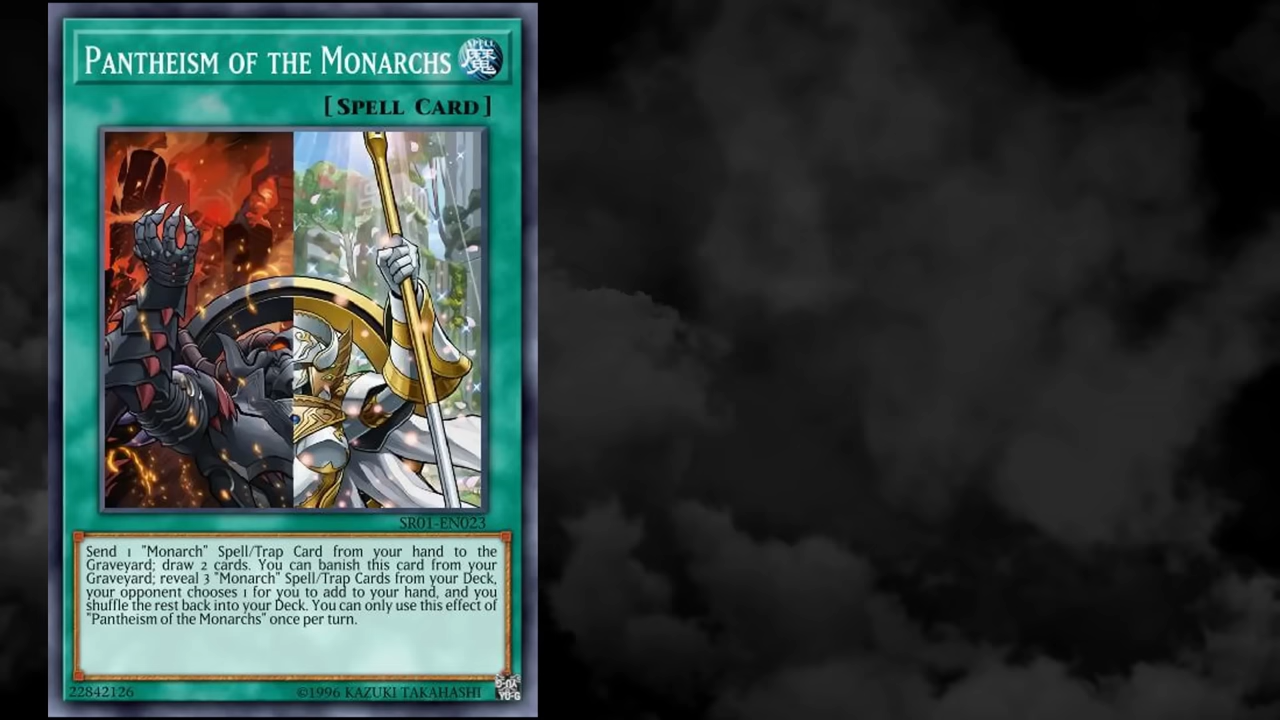 PANTHEISM OF THE MONARCHS 魔
[SPELL CARD]
SR01-EN023
Send 1 "Monarch" Spell/Trap Card from your hand to the
Graveyard; draw 2 cards. You can banish this card from your
Graveyard; reveal 3 "Monarch" Spell/Trap Cards from your Deck,
your opponent chooses 1 for you to add to your hand, and you
shuffle the rest back into your Deck. You can only use this effect of
"Pantheism of the Monarchs" once per turn.
22842126 ©1996 KAZUKI TAKAHASHI